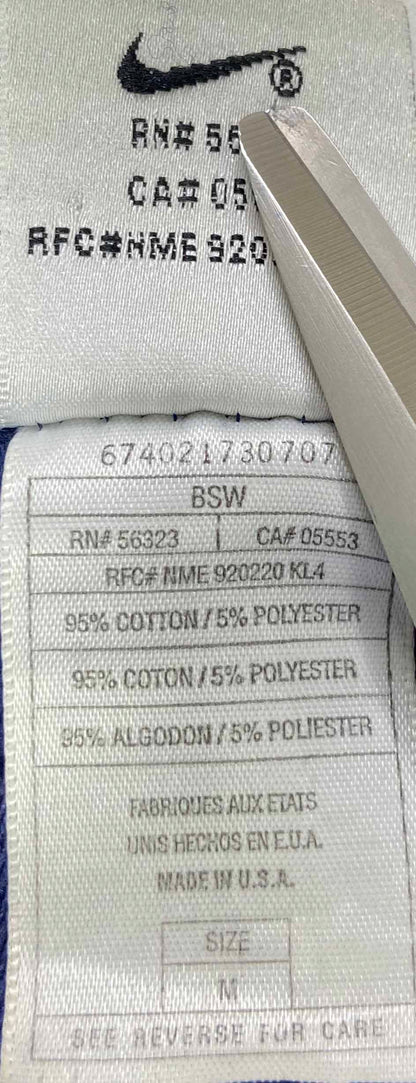 ®
RN# 56
CA# 05
RFC#NME 920
674021730707
BSW
RN# 56323 CA# 05553
RFC# NME 920220 KL4
95% COTTON / 5% POLYESTER
95% COTON / 5% POLYESTER
95% ALGODON / 5% POLIESTER
FABRIQUES AUX ETATS
UNIS HECHOS EN E.U.A.
MADE IN U.S.A.
SIZE
M
SEE REVERSE FOR CARE